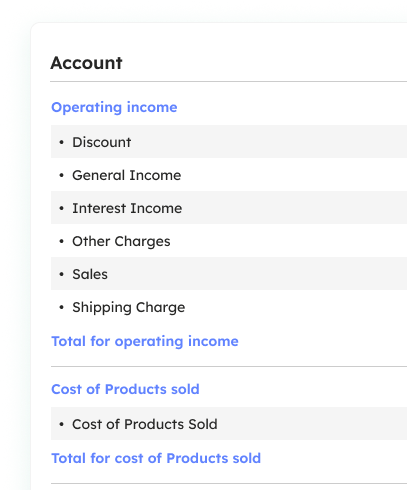 Account
Operating income
• Discount
• General Income
• Interest Income
• Other Charges
• Sales
• Shipping Charge
Total for operating income
Cost of Products sold
• Cost of Products Sold
Total for cost of Products sold